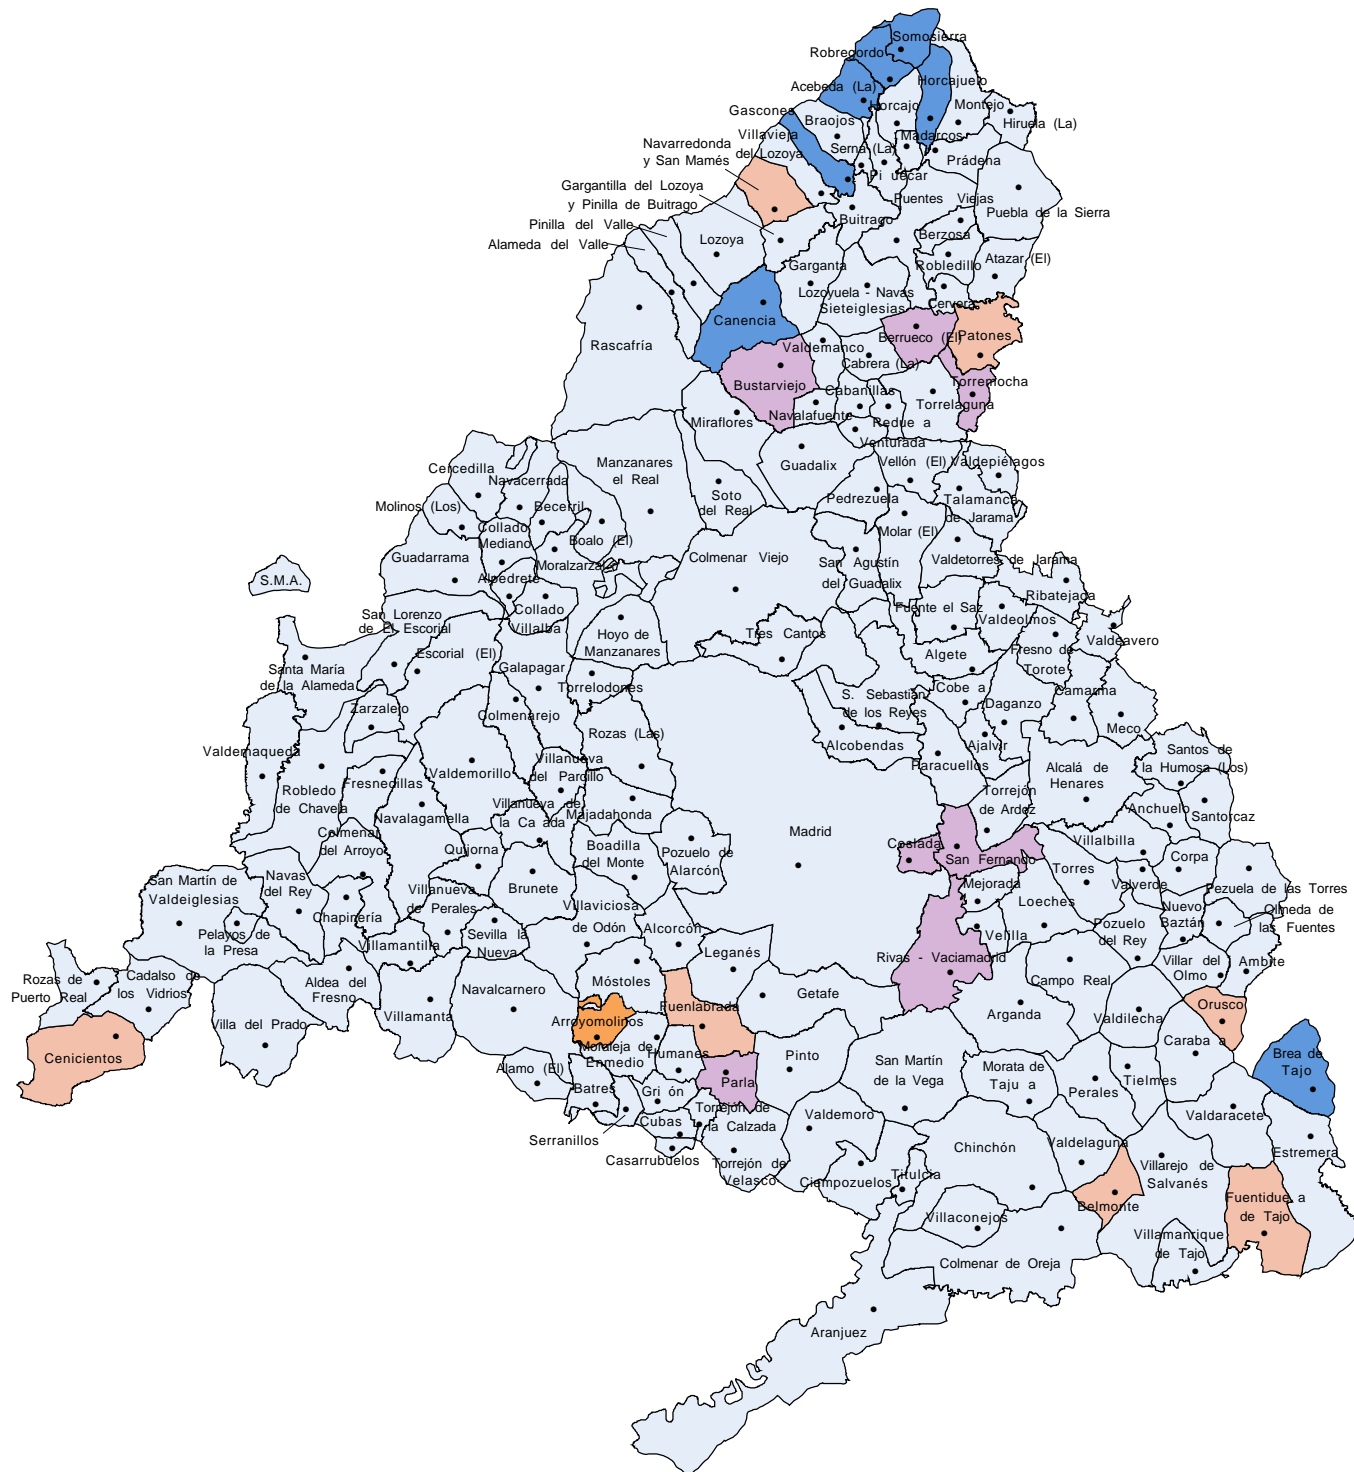 Somosierra
Robregordo
Acebeda (La)
Horcajuelo
Horcajo
Montejo
Hiruela (La)
Gascones
Braojos
Madarcos
Villavieja
del Lozoya
Serna (La)
Prádena
Navarredonda
y San Mamés
Pi uécar
Gargantilla del Lozoya
y Pinilla de Buitrago
Puentes Viejas
Puebla de la Sierra
Buitrago
Pinilla del Valle
Alameda del Valle
Lozoya
Berzosa
Garganta
Robledillo
Atazar (El)
Lozoyuela - Navas
Sieteiglesias
Cervera
Canencia
Rascafría
Valdemanco
Berrueco (El)
Patones
Cabrera (La)
Bustarviejo
Cabanillas
Torremocha
Torrelaguna
Miraflores
Navalafuente
Redue a
Venturada
Guadalix
Vellón (El)
Valdepiélagos
Cercedilla
Navacerrada
Manzanares
el Real
Soto
del Real
Pedrezuela
Talamanca
de Jarama
Molinos (Los)
Becerril
Collado
Mediano
Boalo (El)
Molar (El)
Guadarrama
Moralzarzal
Colmenar Viejo
San Agustín
del Guadalix
Valdetorres de Jarama
S.M.A.
Alpedrete
Ribatejada
San Lorenzo
de El Escorial
Collado
Villalba
Fuente el Saz
Valdeolmos
Valdeavero
Hoyo de
Manzanares
Tres Cantos
Santa María
de la Alameda
Escorial (El)
Galapagar
Algete
Fresno de
Torote
Torrelodones
S. Sebastián
de los Reyes
Cobe a
Camarma
Zarzalejo
Colmenarejo
Daganzo
Meco
Valdemaqueda
Rozas (Las)
Alcobendas
Ajalvir
Santos de
la Humosa (Los)
Valdemorillo
Villanueva
del Pardillo
Paracuellos
Alcalá de
Henares
Robledo
de Chavela
Fresnedillas
Torrejón
de Ardoz
Villanueva de
la Ca ada
Majadahonda
Anchuelo
Santorcaz
Navalagamella
Colmenar
del Arroyo
Madrid
Coslada
Villalbilla
Quijorna
Boadilla
del Monte
Pozuelo de
Alarcón
San Fernando
Corpa
San Martín de
Valdeiglesias
Navas
del Rey
Brunete
Mejorada
Torres
Valverde
Pezuela de las Torres
Villanueva
de Perales
Villaviciosa
de Odón
Loeches
Nuevo
Baztán
Olmeda de
las Fuentes
Chapinería
Pelayos de
la Presa
Sevilla la
Nueva
Alcorcón
Velilla
Pozuelo
del Rey
Villamantilla
Leganés
Rivas - Vaciamadrid
Villar del
Olmo
Ambite
Rozas de
Puerto Real
Cadalso de
los Vidrios
Aldea del
Fresno
Móstoles
Campo Real
Navalcarnero
Getafe
Villa del Prado
Villamanta
Arroyomolinos
Fuenlabrada
Arganda
Valdilecha
Orusco
Cenicientos
Moraleja de
Enmedio
Humanes
Pinto
San Martín
de la Vega
Caraba a
Brea de
Tajo
Alamo (El)
Morata de
Taju a
Tielmes
Parla
Batres
Gri ón
Perales
Torrejón de
la Calzada
Valdemoro
Valdaracete
Serranillos
Cubas
Chinchón
Valdelaguna
Casarrubuelos
Villarejo de
Salvanés
Estremera
Torrejón de
Velasco
Ciempozuelos
Titulcia
Belmonte
Fuentidue a
de Tajo
Villaconejos
Villamanrique
de Tajo
Colmenar de Oreja
Aranjuez